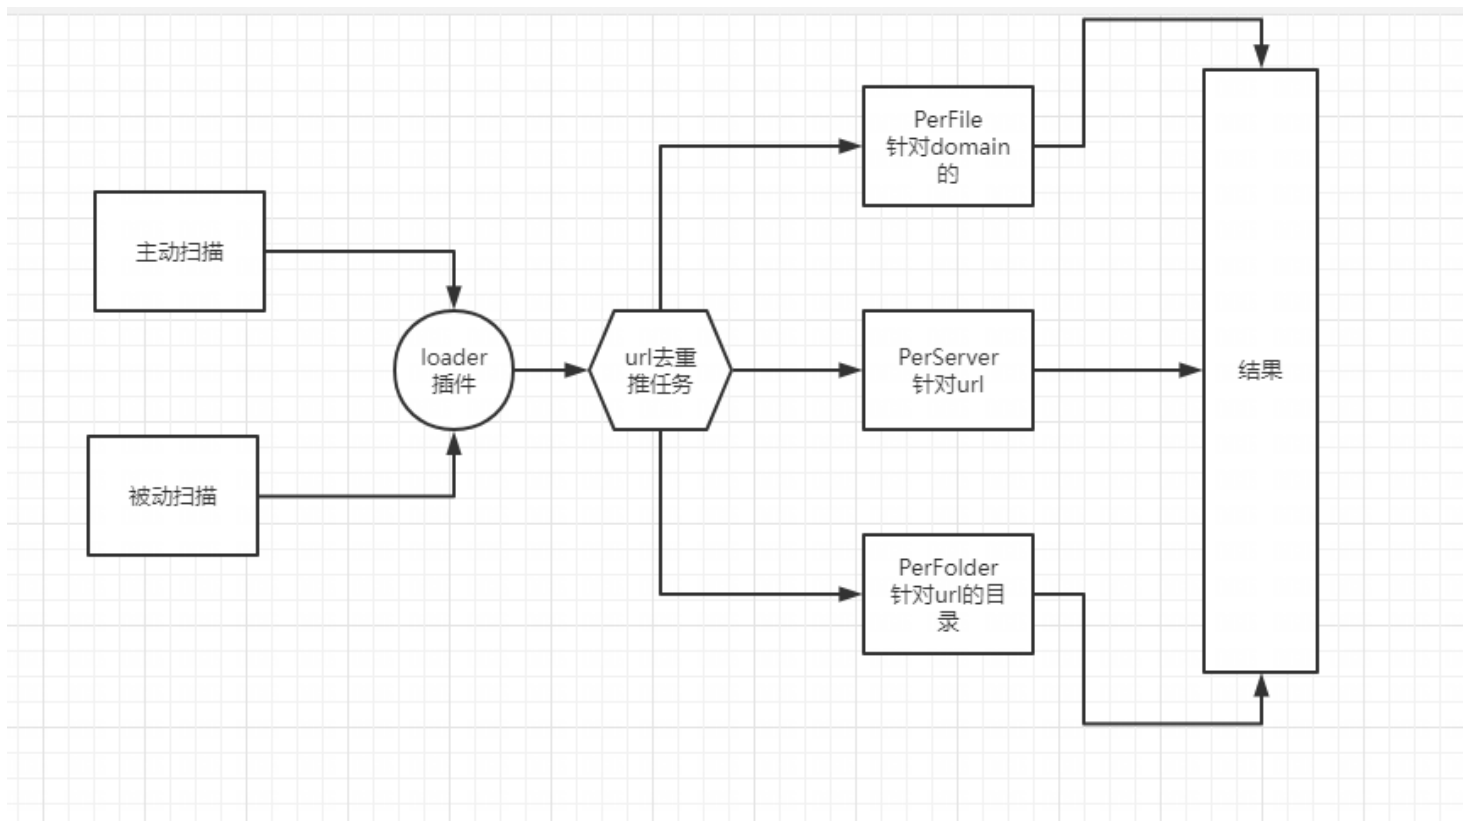 主动扫描
被动扫描
loader
插件
url去重
推任务
PerFile
针对domain
的
PerServer
针对url
PerFolder
针对url的目
录
结果